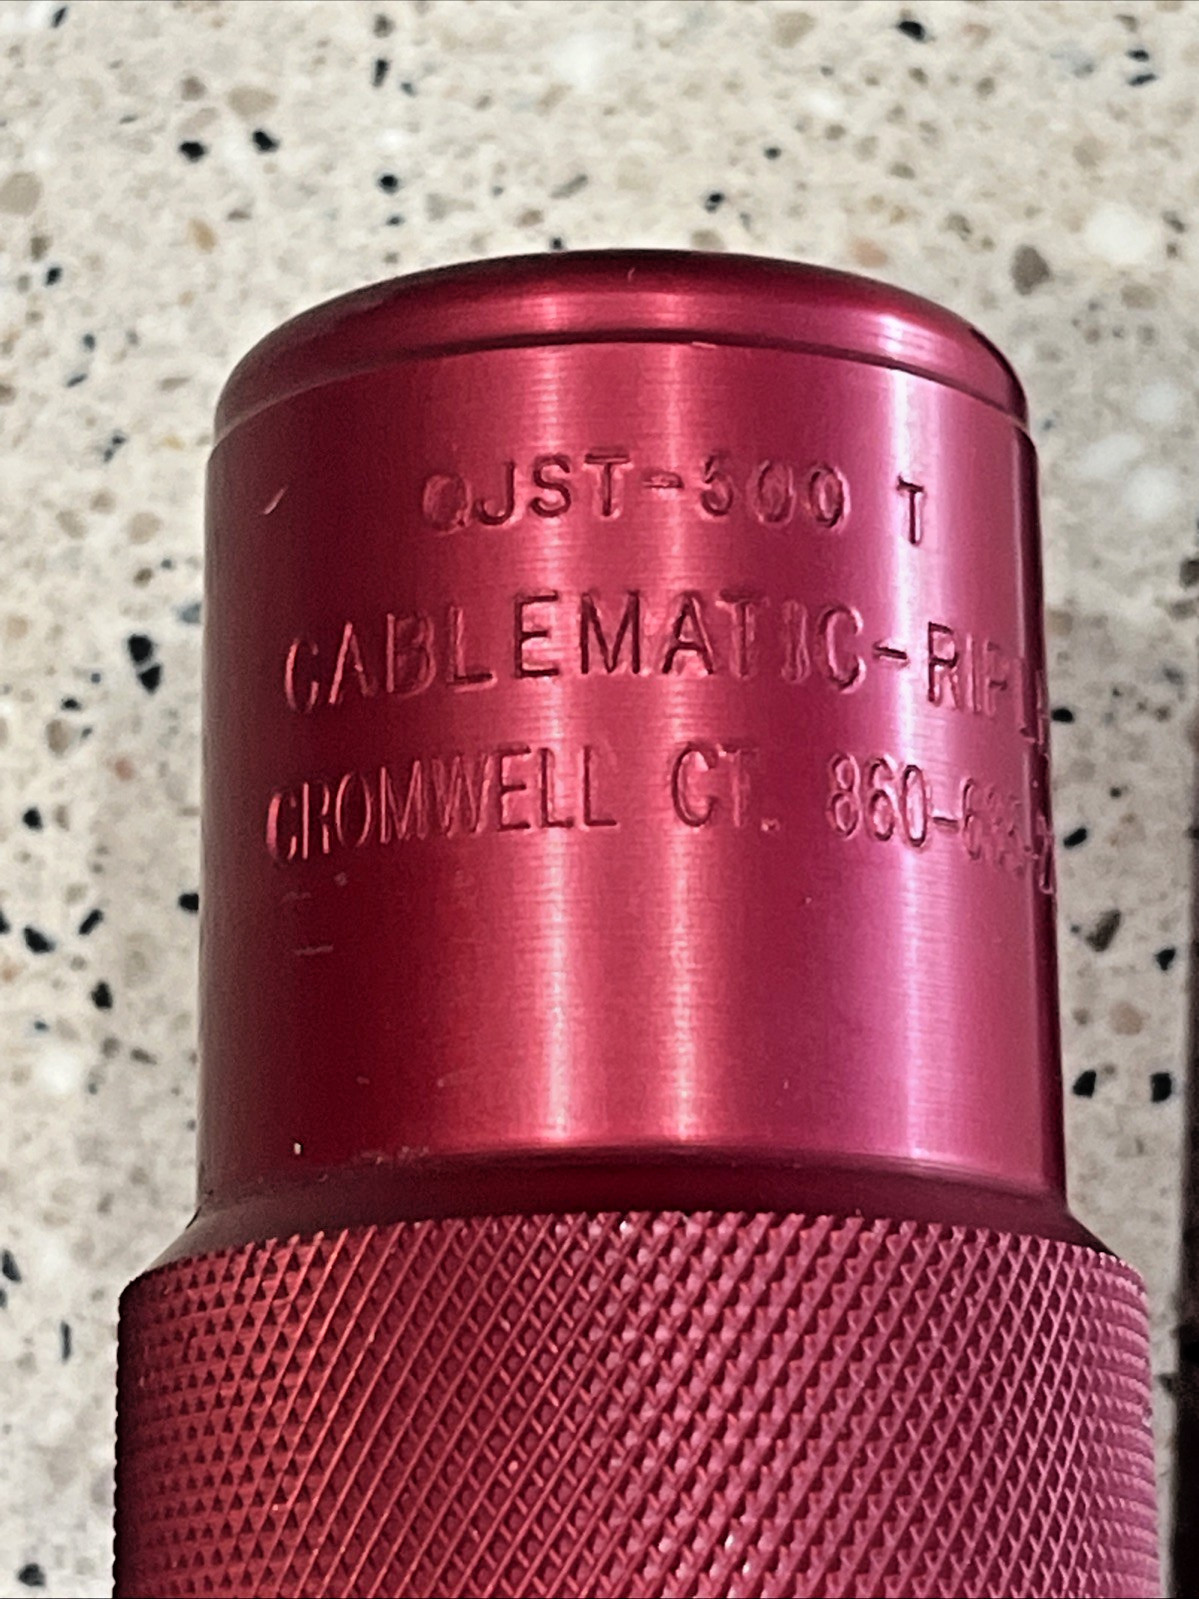 QJST-500 T
CABLEMATIC-RIPL
CROMWELL CT. 860-